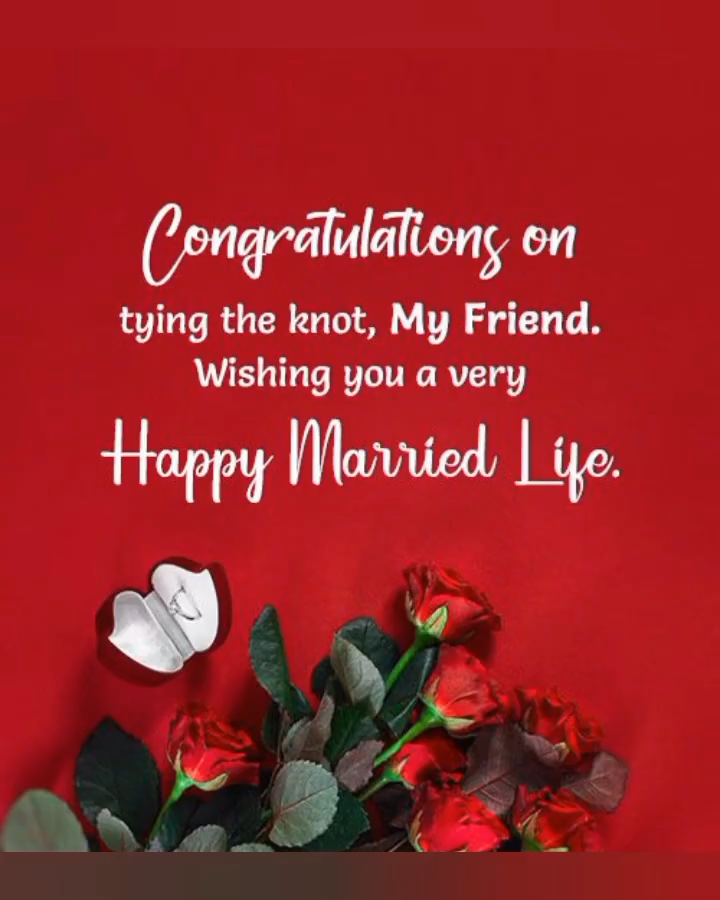 Congratulations on
tying the knot, My Friend.
Wishing you a very
Happy Married Life.